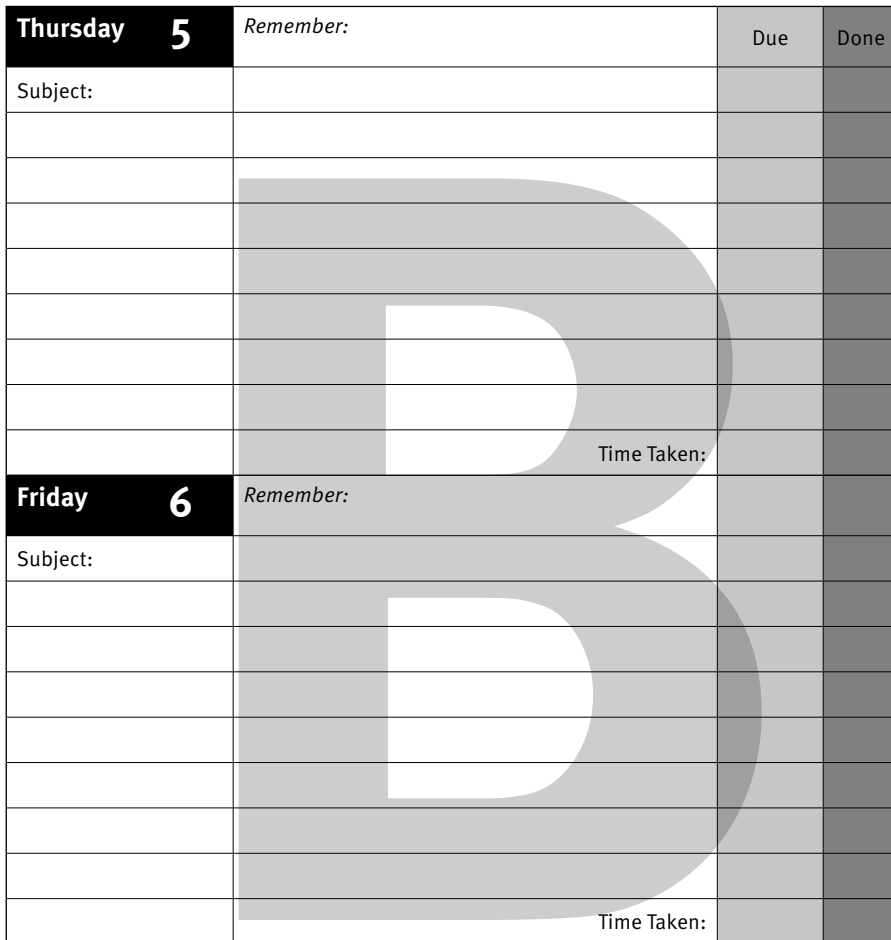 Thursday 5 Remember: Due Done
Subject:
Time Taken:
Friday 6 Remember:
Subject:
Time Taken:
B